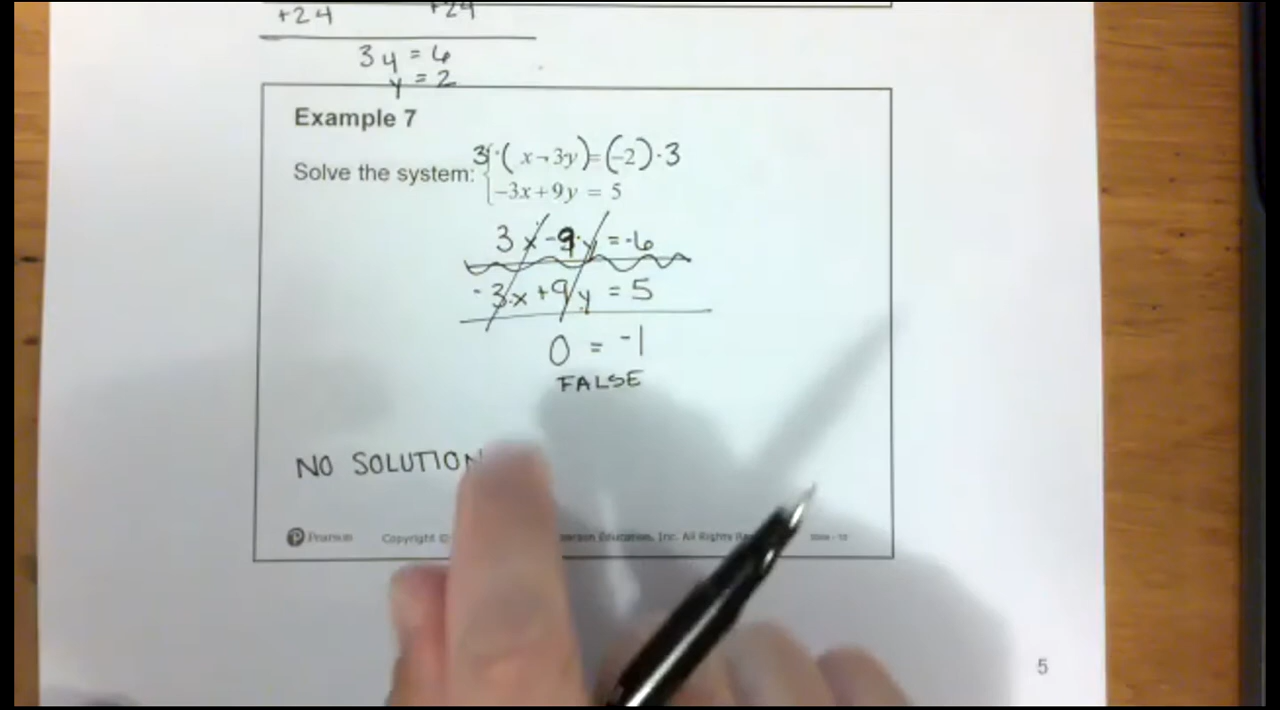 +24 +24
3y = 6
y = 2
Example 7
3·(x-3y)=(-2)·3
Solve the system:
-3x+9y = 5
3x-9y = -6
-3x+9y = 5
0 = -1
FALSE
NO SOLUTION
Pearson Copyright © Education, Inc. All Rights
5